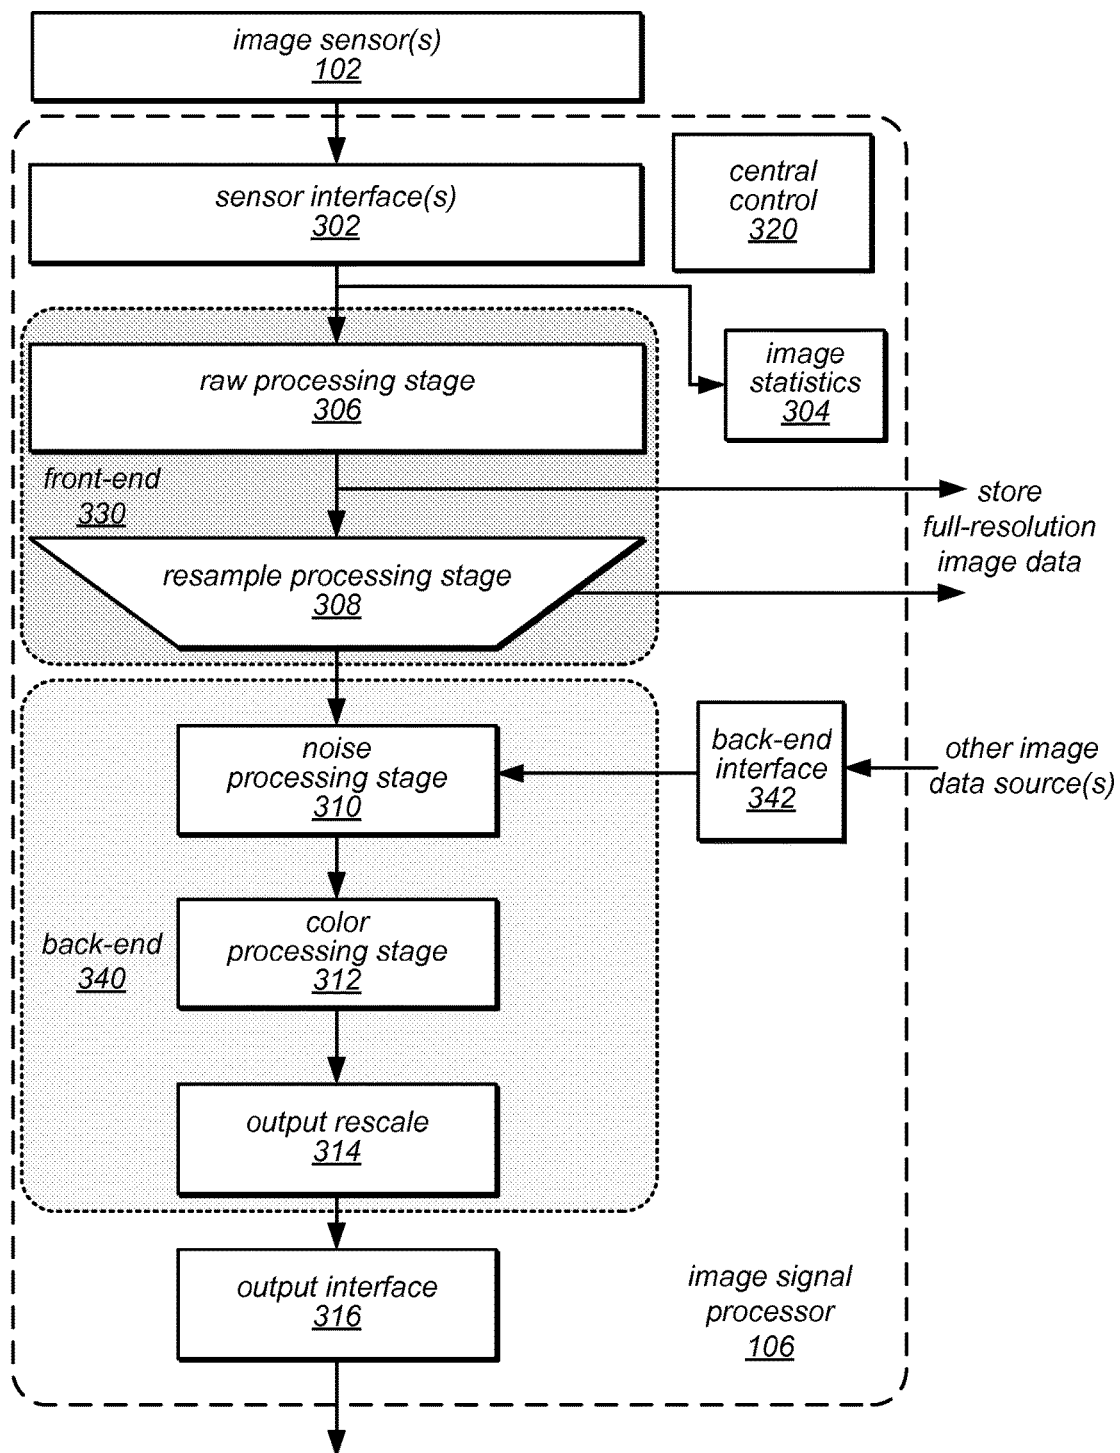 image sensor(s)
102
sensor interface(s)
302
central
control
320
raw processing stage
306
image
statistics
304
front-end
330
store
full-resolution
image data
resample processing stage
308
noise
processing stage
310
back-end
interface
342
other image
data source(s)
color
processing stage
312
back-end
340
output rescale
314
output interface
316
image signal
processor
106